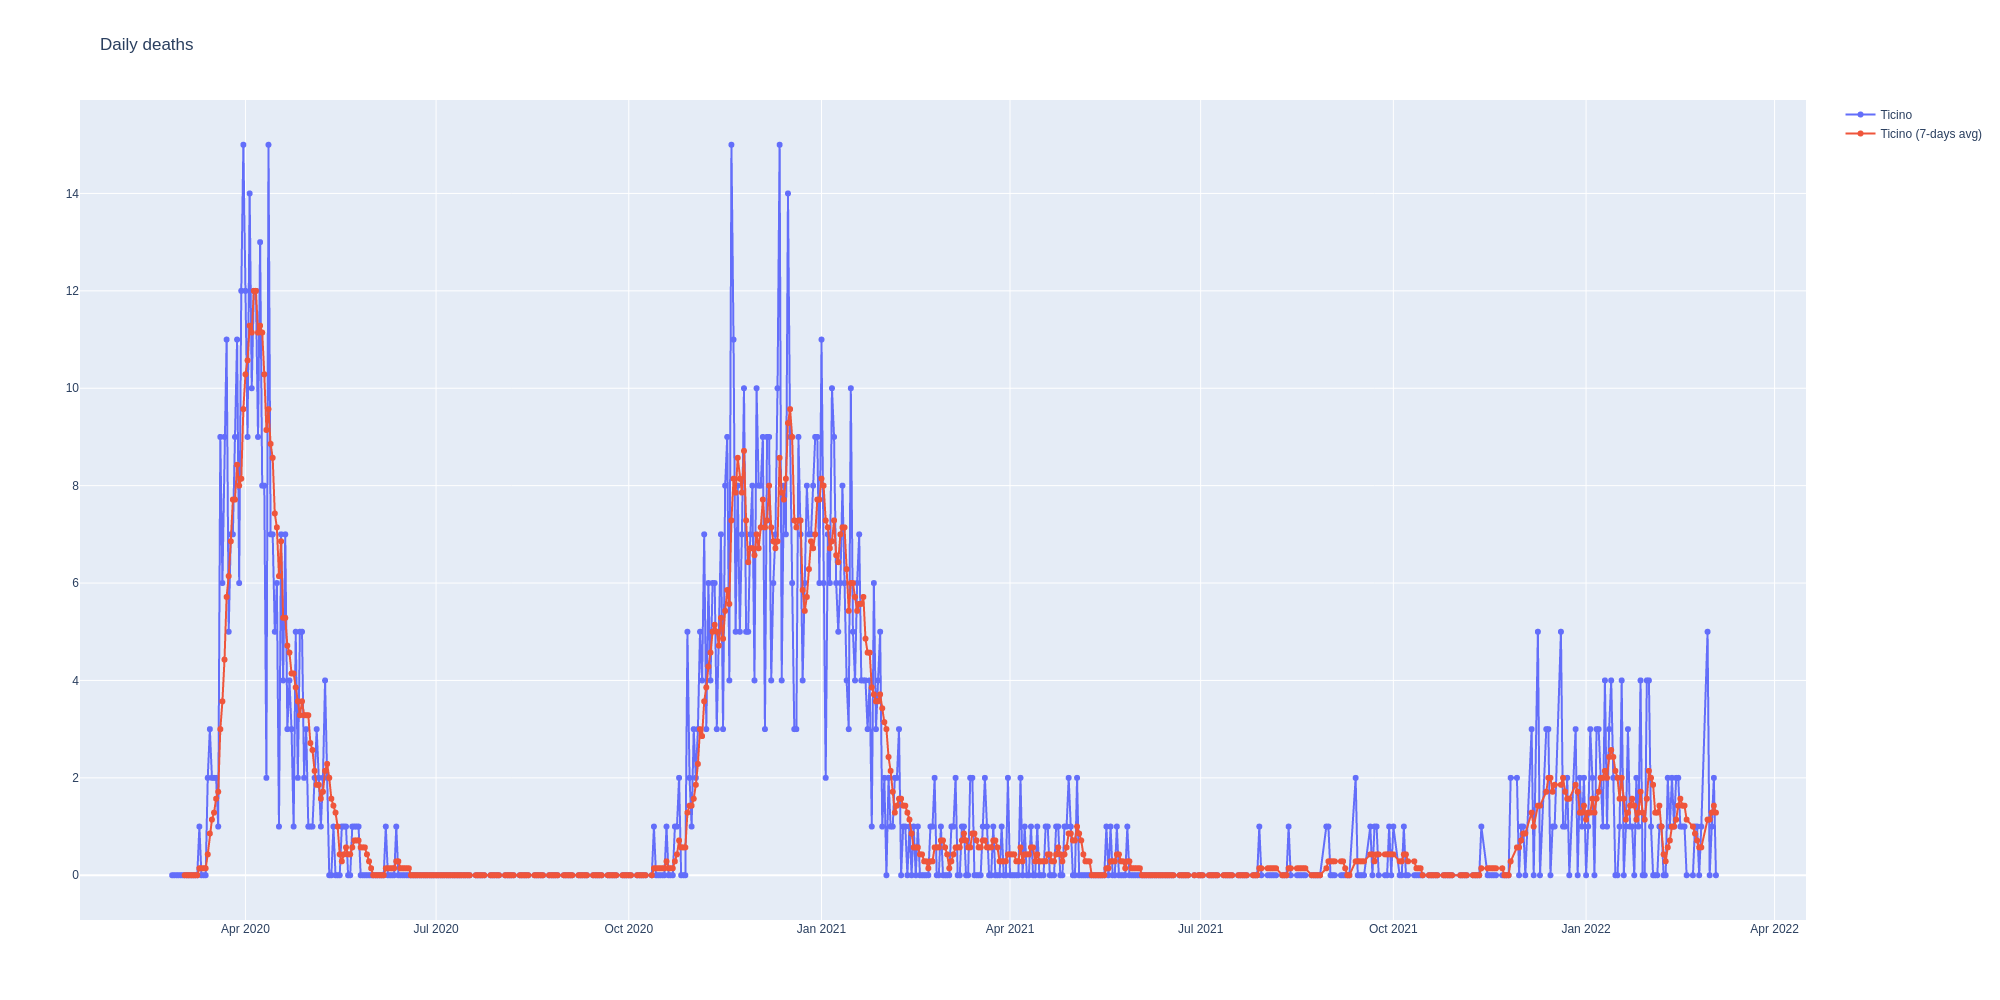 Daily deaths
Ticino
Ticino (7-days avg)
14
12
10
8
6
4
2
0
Apr 2020
Jul 2020
Oct 2020
Jan 2021
Apr 2021
Jul 2021
Oct 2021
Jan 2022
Apr 2022